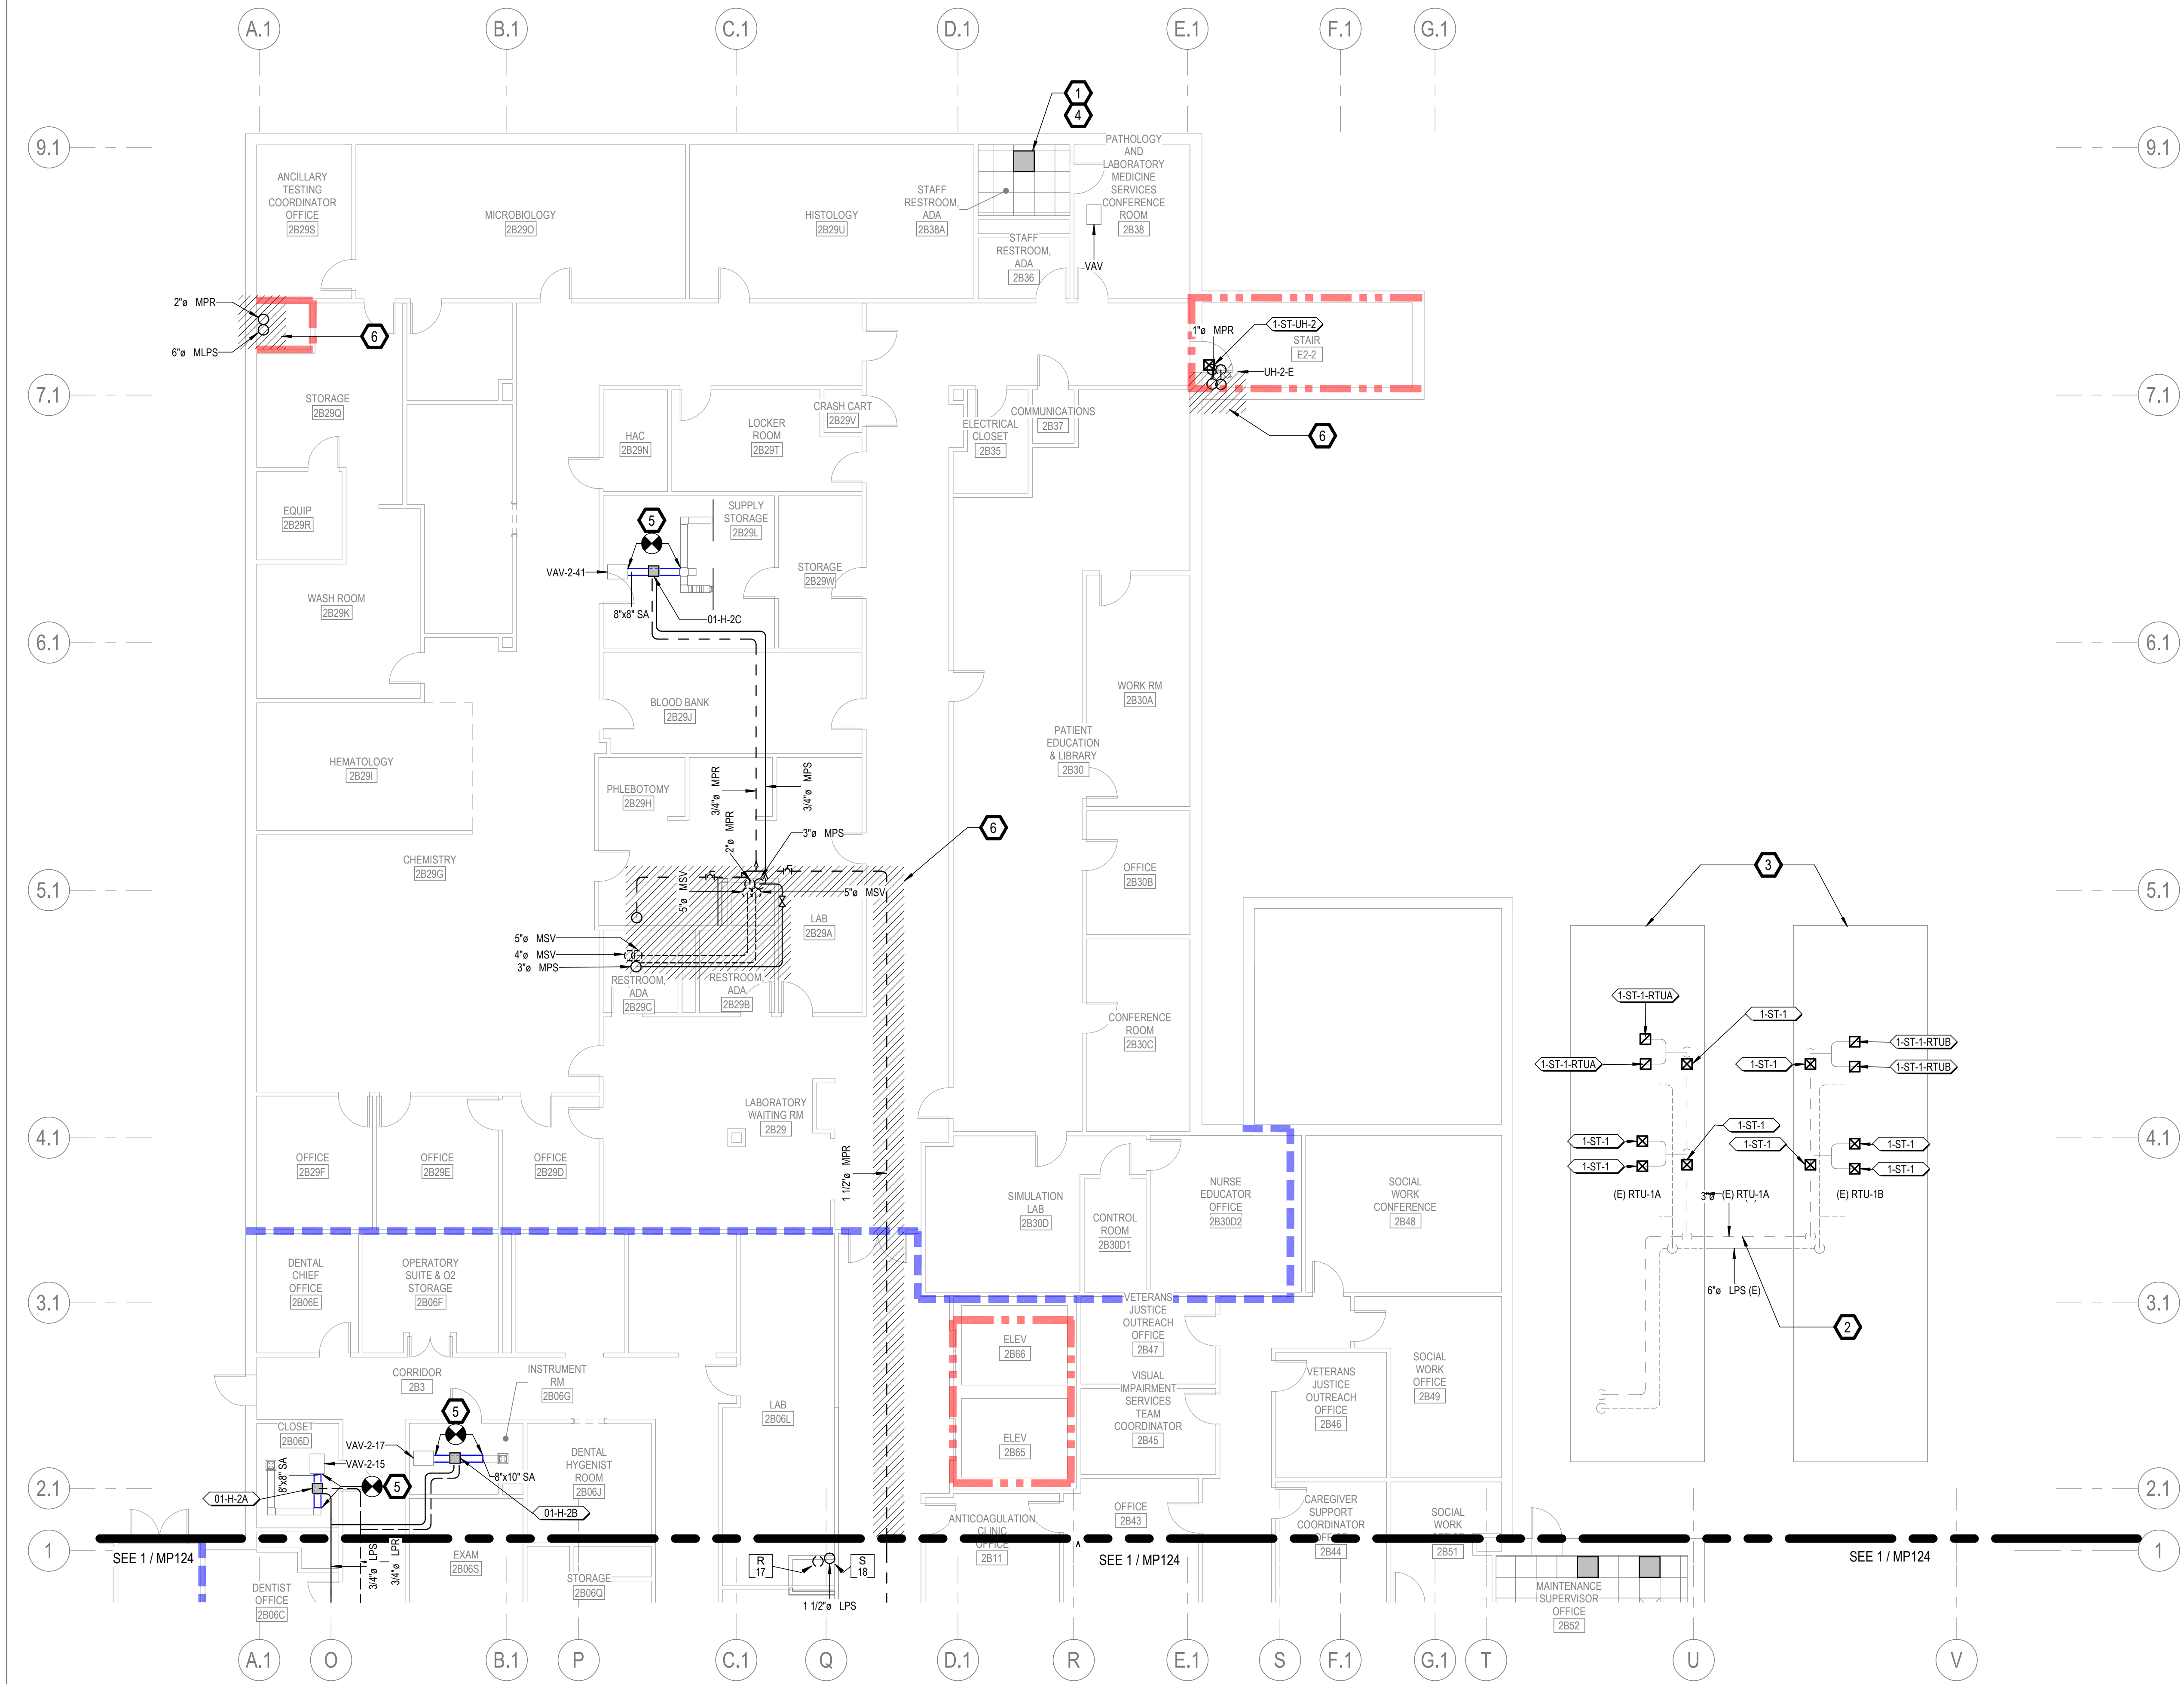 A.1
B.1
C.1
D.1
E.1
F.1
G.1
9.1
9.1
7.1
7.1
6.1
6.1
5.1
5.1
4.1
4.1
3.1
3.1
2.1
2.1
1
1
1
4
ANCILLARY
TESTING
COORDINATOR
OFFICE
2B29S
MICROBIOLOGY
2B29O
HISTOLOGY
2B29U
STAFF
RESTROOM,
ADA
2B38A
PATHOLOGY
AND
LABORATORY
MEDICINE
SERVICES
CONFERENCE
ROOM
2B38
STAFF
RESTROOM,
ADA
2B36
VAV
2"ø MPR
6"ø MLPS
6
1"ø MPR
1-ST-UH-2
STAIR
E2-2
UH-2-E
6
STORAGE
2B29Q
HAC
2B29N
LOCKER
ROOM
2B29T
CRASH CART
2B29V
ELECTRICAL
CLOSET
2B35
COMMUNICATIONS
2B37
EQUIP
2B29R
5
SUPPLY
STORAGE
2B29L
VAV-2-41
8"x8" SA
01-H-2C
STORAGE
2B29W
WASH ROOM
2B29K
BLOOD BANK
2B29J
WORK RM
2B30A
PATIENT
EDUCATION
& LIBRARY
2B30
HEMATOLOGY
2B29I
PHLEBOTOMY
2B29H
3/4"ø MPR
3/4"ø MPS
2"ø MPR
3"ø MPS
6
CHEMISTRY
2B29G
5"ø MSV
5"ø MSV
OFFICE
2B30B
3
LAB
2B29A
5"ø MSV
4"ø MSV
3"ø MPS
RESTROOM,
ADA
2B29C
RESTROOM,
ADA
2B29B
CONFERENCE
ROOM
2B30C
1-ST-1-RTUA
1-ST-1
1-ST-1-RTUB
1-ST-1-RTUA
1-ST-1
1-ST-1-RTUB
LABORATORY
WAITING RM
2B29
1-ST-1
1-ST-1
1-ST-1
1-ST-1
1-ST-1
1-ST-1
OFFICE
2B29F
OFFICE
2B29E
OFFICE
2B29D
1 1/2"ø MPR
SIMULATION
LAB
2B30D
CONTROL
ROOM
2B30D1
NURSE
EDUCATOR
OFFICE
2B30D2
SOCIAL
WORK
CONFERENCE
2B48
(E) RTU-1A
3"ø
(E) RTU-1A
(E) RTU-1B
6"ø LPS (E)
2
DENTAL
CHIEF
OFFICE
2B06E
OPERATORY
SUITE & O2
STORAGE
2B06F
VETERANS
JUSTICE
OUTREACH
OFFICE
2B47
ELEV
2B66
CORRIDOR
2B3
INSTRUMENT
RM
2B06G
LAB
2B06L
VISUAL
IMPAIRMENT
SERVICES
TEAM
COORDINATOR
2B45
VETERANS
JUSTICE
OUTREACH
OFFICE
2B46
SOCIAL
WORK
OFFICE
2B49
ELEV
2B65
CLOSET
2B06D
5
VAV-2-17
VAV-2-15
8"x8" SA
5
8"x10" SA
DENTAL
HYGENIST
ROOM
2B06J
01-H-2A
01-H-2B
OFFICE
2B43
ANTICOAGULATION
CLINIC
OFFICE
2B11
CAREGIVER
SUPPORT
COORDINATOR
OFFICE
2B44
SOCIAL
WORK
2B51
SEE 1 / MP124
SEE 1 / MP124
SEE 1 / MP124
3/4"ø LPS
3/4"ø LPR
EXAM
2B06S
STORAGE
2B06Q
DENTIST
OFFICE
2B06C
R
17
S
18
1 1/2"ø LPS
MAINTENANCE
SUPERVISOR
OFFICE
2B52
A.1
O
B.1
P
C.1
Q
D.1
R
E.1
S
F.1
G.1
T
U
V